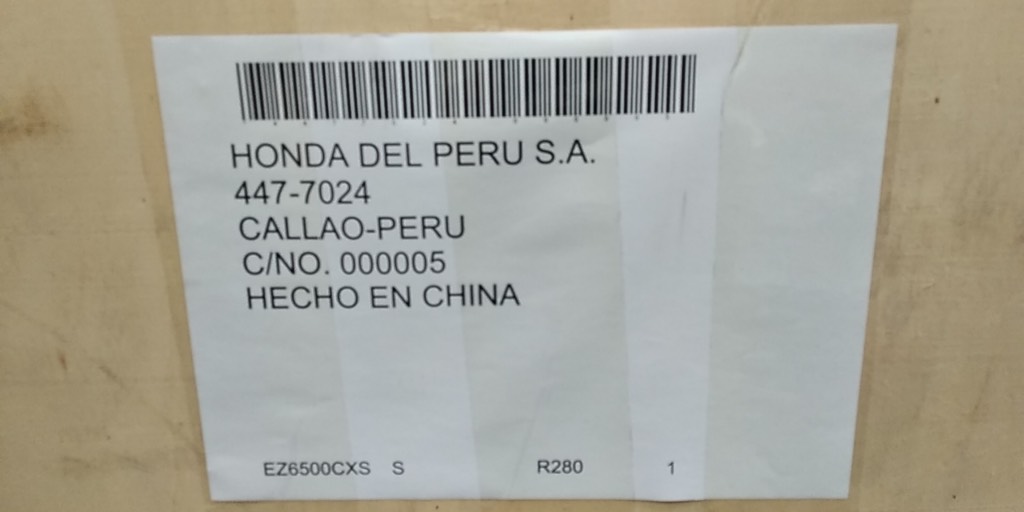 HONDA DEL PERU S.A.
447-7024
CALLAO-PERU
C/NO. 000005
HECHO EN CHINA
EZ6500CXS S R280 1